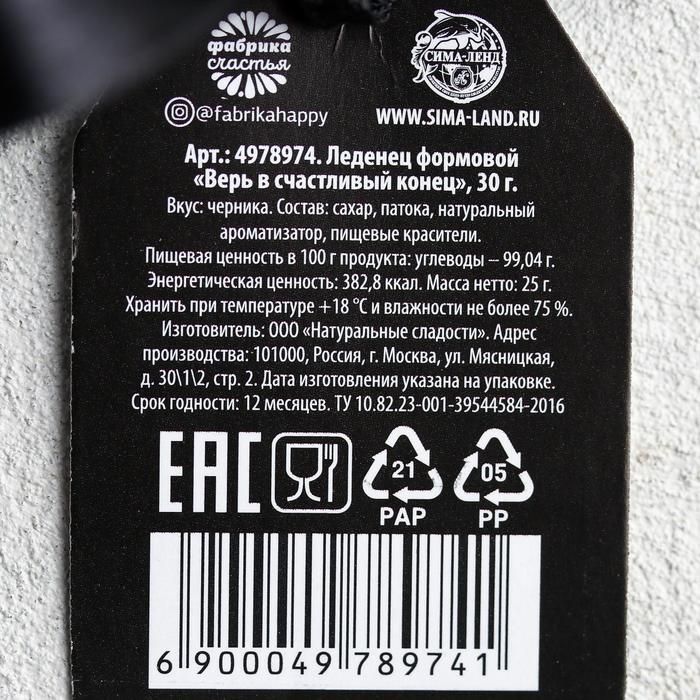 фабрика
счастья
СИМА-ЛЕНД
@fabrikahappy
WWW.SIMA-LAND.RU
Арт.: 4978974. Леденец формовой
«Верь в счастливый конец», 30 г.
Вкус: черника. Состав: сахар, патока, натуральный
ароматизатор, пищевые красители.
Пищевая ценность в 100 г продукта: углеводы – 99,04 г.
Энергетическая ценность: 382,8 ккал. Масса нетто: 25 г.
Хранить при температуре +18 °C и влажности не более 75 %.
Изготовитель: ООО «Натуральные сладости». Адрес
производства: 101000, Россия, г. Москва, ул. Мясницкая,
д. 30\1\2, стр. 2. Дата изготовления указана на упаковке.
Срок годности: 12 месяцев. ТУ 10.82.23-001-39544584-2016
EAC
21
PAP
05
PP
6 900049 789741